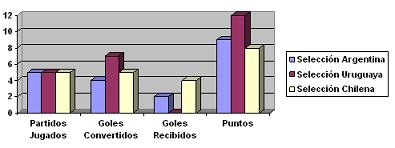 12
10
8
6
4
2
0
Partidos
Jugados
Goles
Convertidos
Goles
Recibidos
Puntos
Selección Argentina
Selección Uruguaya
Selección Chilena